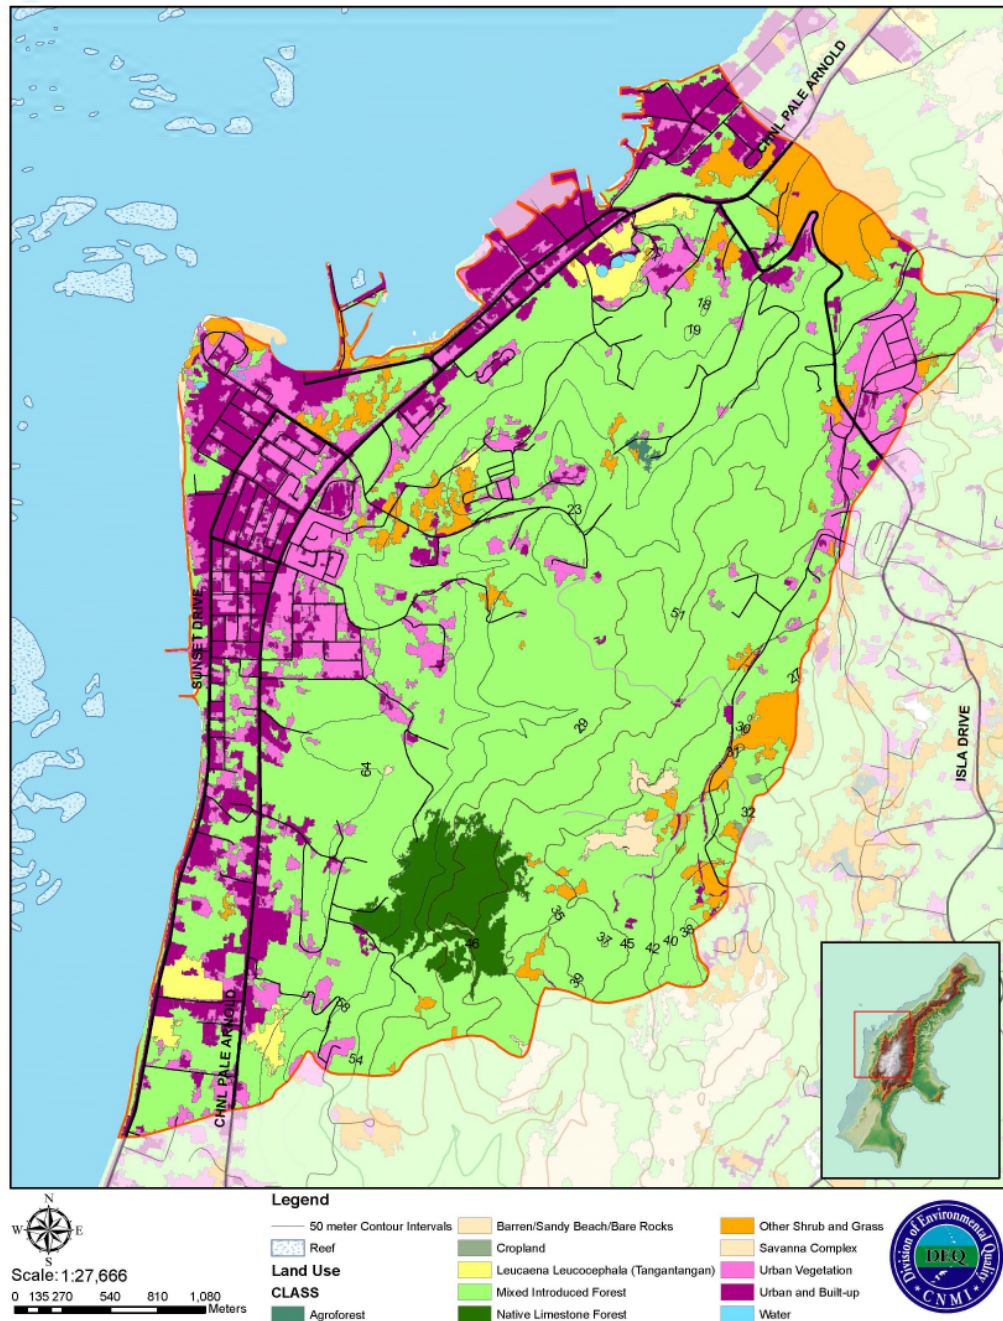 CHNL PALE ARNOLD
18
19
23
SUNSET DRIVE
51
27
29
30
31
ISLA DRIVE
64
32
35
37
45
42
40
38
46
39
CHNL PALE ARNOLD
54
N
W E
S
Scale: 1:27,666
0 135 270 540 810 1,080
Meters
Legend
50 meter Contour Intervals
Reef
Land Use
CLASS
Agroforest
Barren/Sandy Beach/Bare Rocks
Cropland
Leucaena Leucocephala (Tangantangan)
Mixed Introduced Forest
Native Limestone Forest
Other Shrub and Grass
Savanna Complex
Urban Vegetation
Urban and Built-up
Water
Division of Environmental Quality
DEQ
CNMI